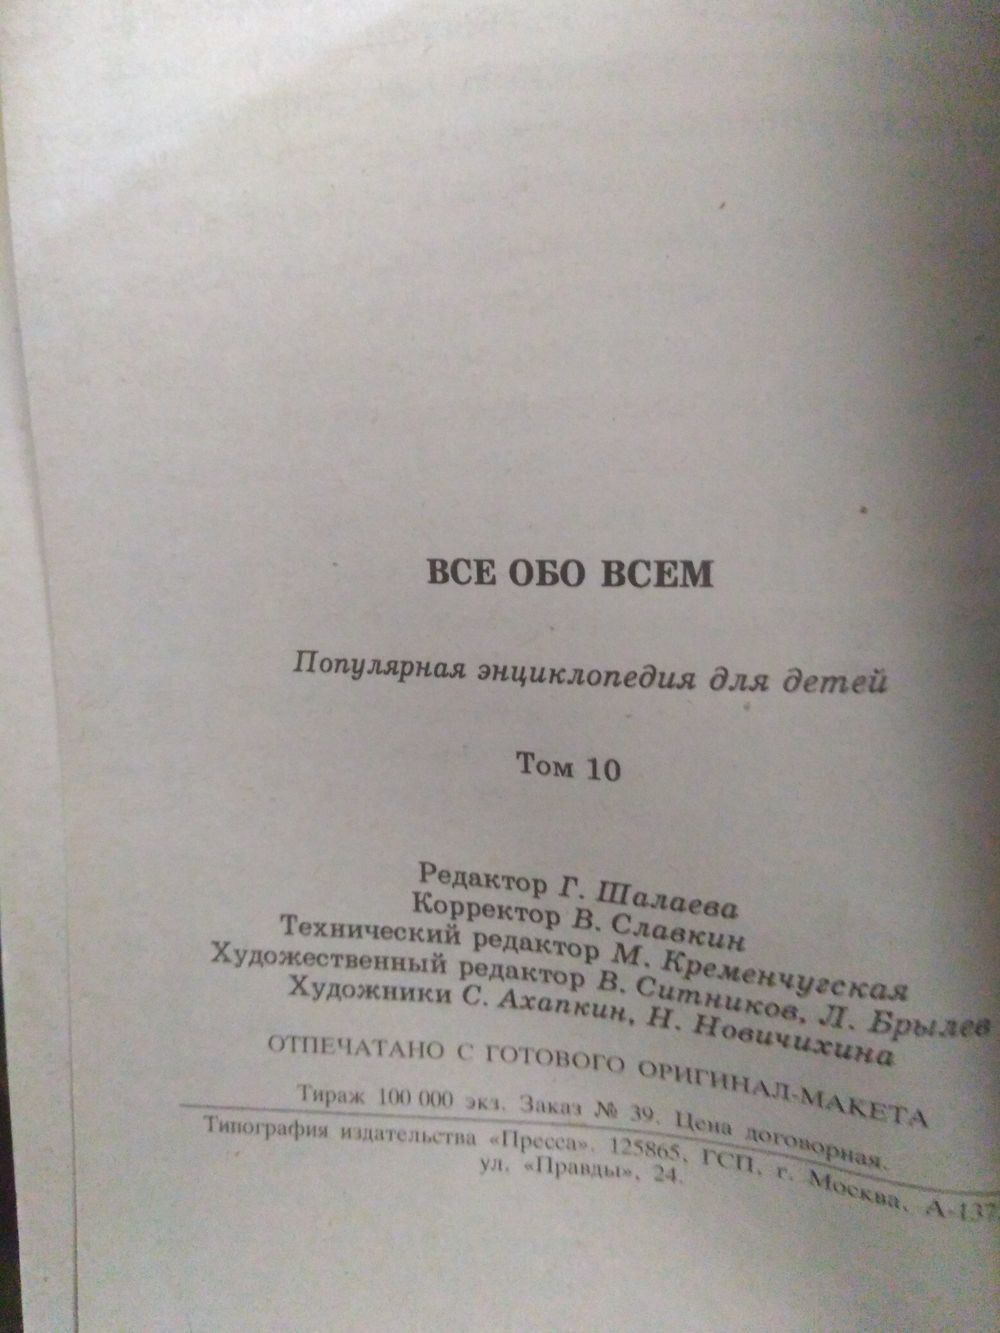 ВСЕ ОБО ВСЕМ
Популярная энциклопедия для детей
Том 10
Редактор Г. Шалаева
Корректор В. Славкин
Технический редактор М. Кременчугская
Художественный редактор В. Ситников, Л. Брылев
Художники С. Ахапкин, Н. Новичихина
ОТПЕЧАТАНО С ГОТОВОГО ОРИГИНАЛ-МАКЕТА
Тираж 100 000 экз. Заказ № 39. Цена договорная.
Типография издательства «Пресса». 125865, ГСП, г. Москва, А-137,
ул. «Правды», 24.